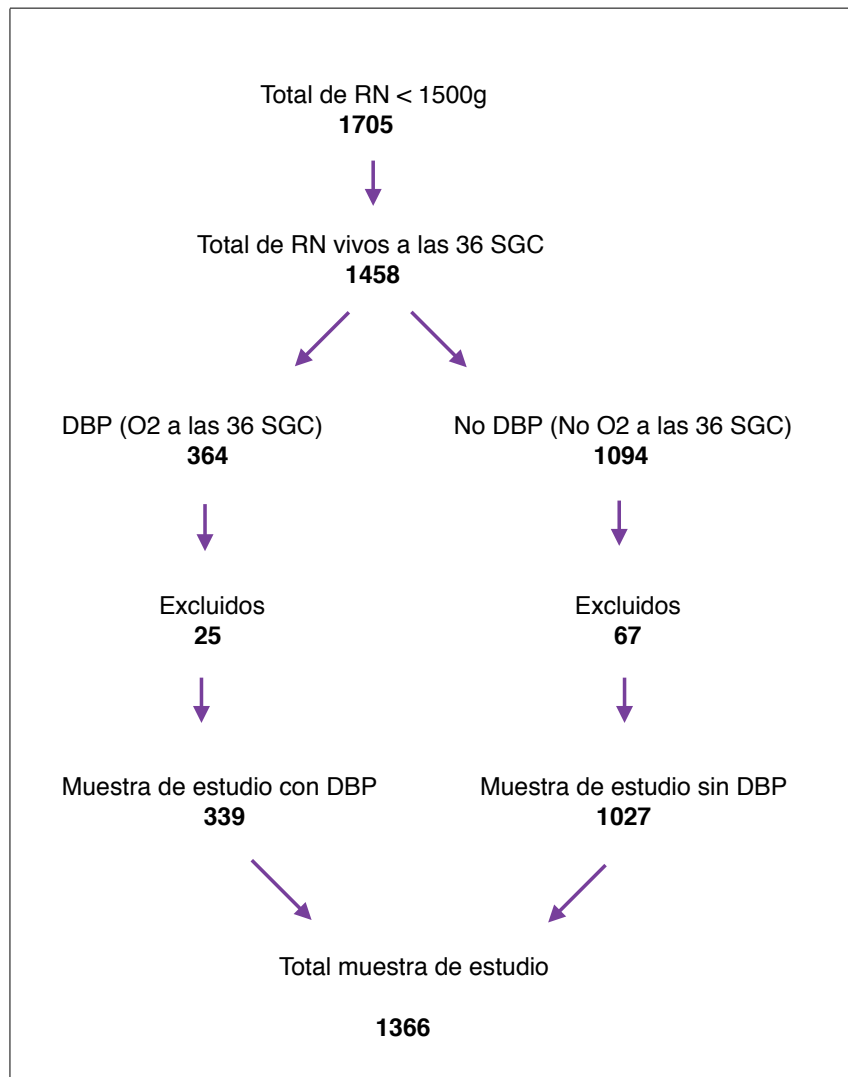 Total de RN < 1500g
1705
Total de RN vivos a las 36 SGC
1458
DBP (O2 a las 36 SGC)
364
No DBP (No O2 a las 36 SGC)
1094
Excluidos
25
Excluidos
67
Muestra de estudio con DBP
339
Muestra de estudio sin DBP
1027
Total muestra de estudio
1366